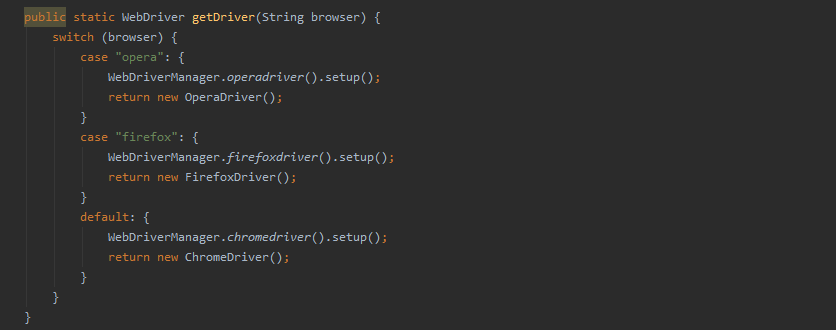 public static WebDriver getDriver(String browser) {
    switch (browser) {
        case "opera": {
            WebDriverManager.operadriver().setup();
            return new OperaDriver();
        }
        case "firefox": {
            WebDriverManager.firefoxdriver().setup();
            return new FirefoxDriver();
        }
        default: {
            WebDriverManager.chromedriver().setup();
            return new ChromeDriver();
        }
    }
}